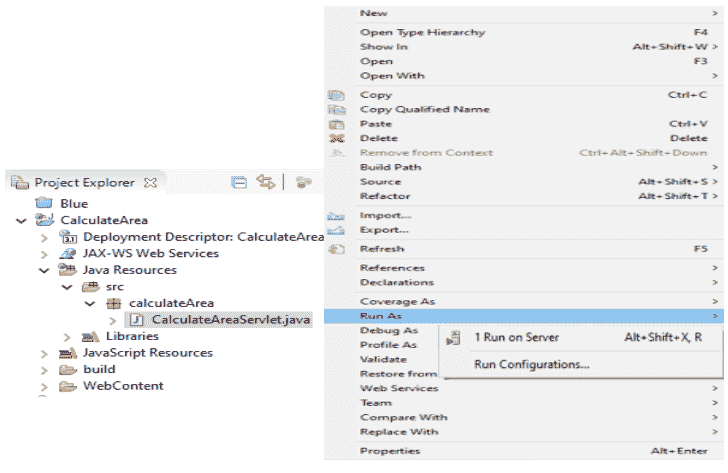 Project Explorer
Blue
CalculateArea
Deployment Descriptor: CalculateArea
3.1
JAX-WS Web Services
Java Resources
src
calculateArea
CalculateAreaServlet.java
Libraries
JavaScript Resources
build
WebContent
New >
Open Type Hierarchy F4
Show In Alt+Shift+W >
Open F3
Open With >
Copy Ctrl+C
Copy Qualified Name
Paste Ctrl+V
Delete Delete
Remove from Context Ctrl+Alt+Shift+Down
Build Path >
Source Alt+Shift+S >
Refactor Alt+Shift+T >
Import...
Export...
Refresh F5
References >
Declarations >
Coverage As >
Run As >
Debug As
Profile As
Validate
Restore from
Web Services >
Team >
Compare With >
Replace With >
Properties Alt+Enter
1 Run on Server Alt+Shift+X, R
Run Configurations...